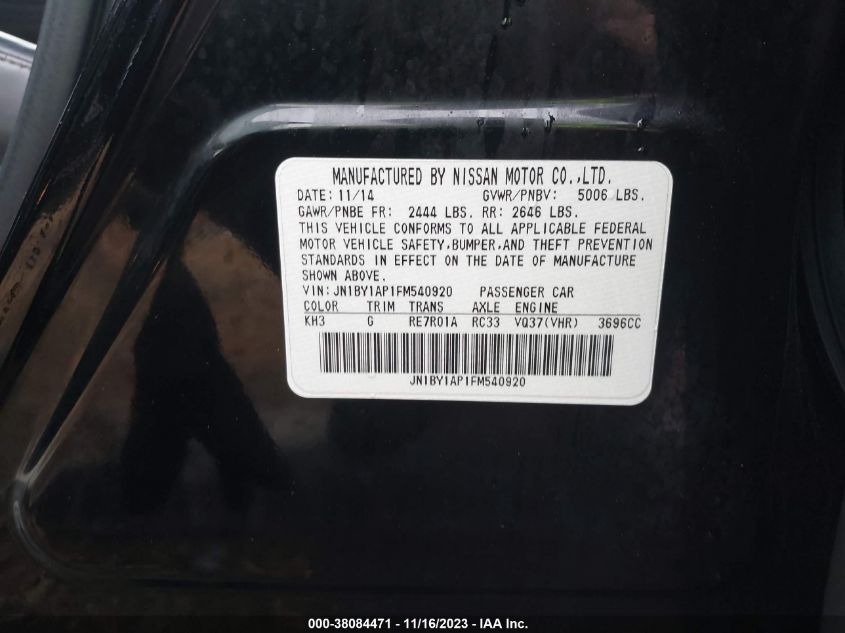 MANUFACTURED BY NISSAN MOTOR CO.,LTD.
DATE: 11/14 GVWR/PNBV: 5006 LBS.
GAWR/PNBE FR: 2444 LBS. RR: 2646 LBS.
THIS VEHICLE CONFORMS TO ALL APPLICABLE FEDERAL
MOTOR VEHICLE SAFETY,BUMPER,AND THEFT PREVENTION
STANDARDS IN EFFECT ON THE DATE OF MANUFACTURE
SHOWN ABOVE.
VIN:JN1BY1AP1FM540920 PASSENGER CAR
COLOR TRIM TRANS AXLE ENGINE
KH3 G RE7R01A RC33 VQ37(VHR) 3696CC
JN1BY1AP1FM540920
000-38084471 - 11/16/2023 - IAA Inc.